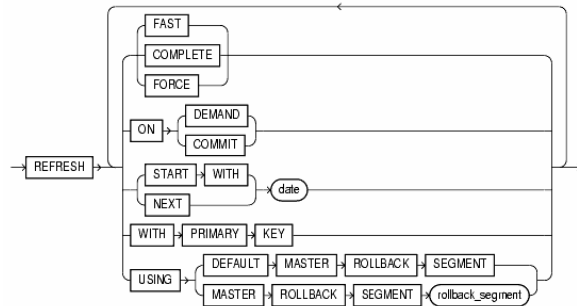 FAST
COMPLETE
FORCE
DEMAND
ON
COMMIT
REFRESH
START WITH
date
NEXT
WITH PRIMARY KEY
DEFAULT MASTER ROLLBACK SEGMENT
USING
MASTER ROLLBACK SEGMENT rollback_segment